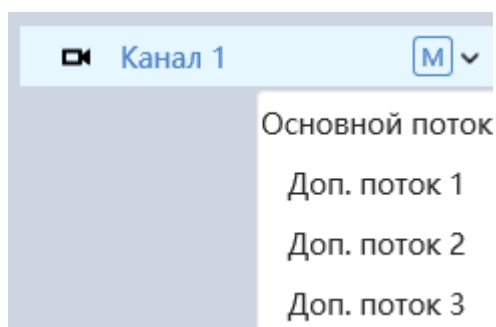 Канал 1 M
Основной поток
Доп. поток 1
Доп. поток 2
Доп. поток 3